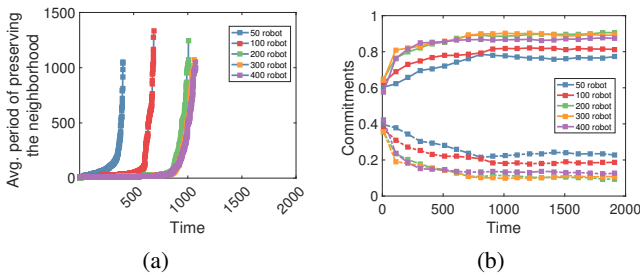 Avg. period of preserving
the neighborhood
1500
1000
500
0
50 robot
100 robot
200 robot
300 robot
400 robot
500
1000
1500
2000
Time
(a)
Commitments
1
0.8
0.6
0.4
0.2
0
50 robot
100 robot
200 robot
300 robot
400 robot
0
500
1000
1500
2000
Time
(b)